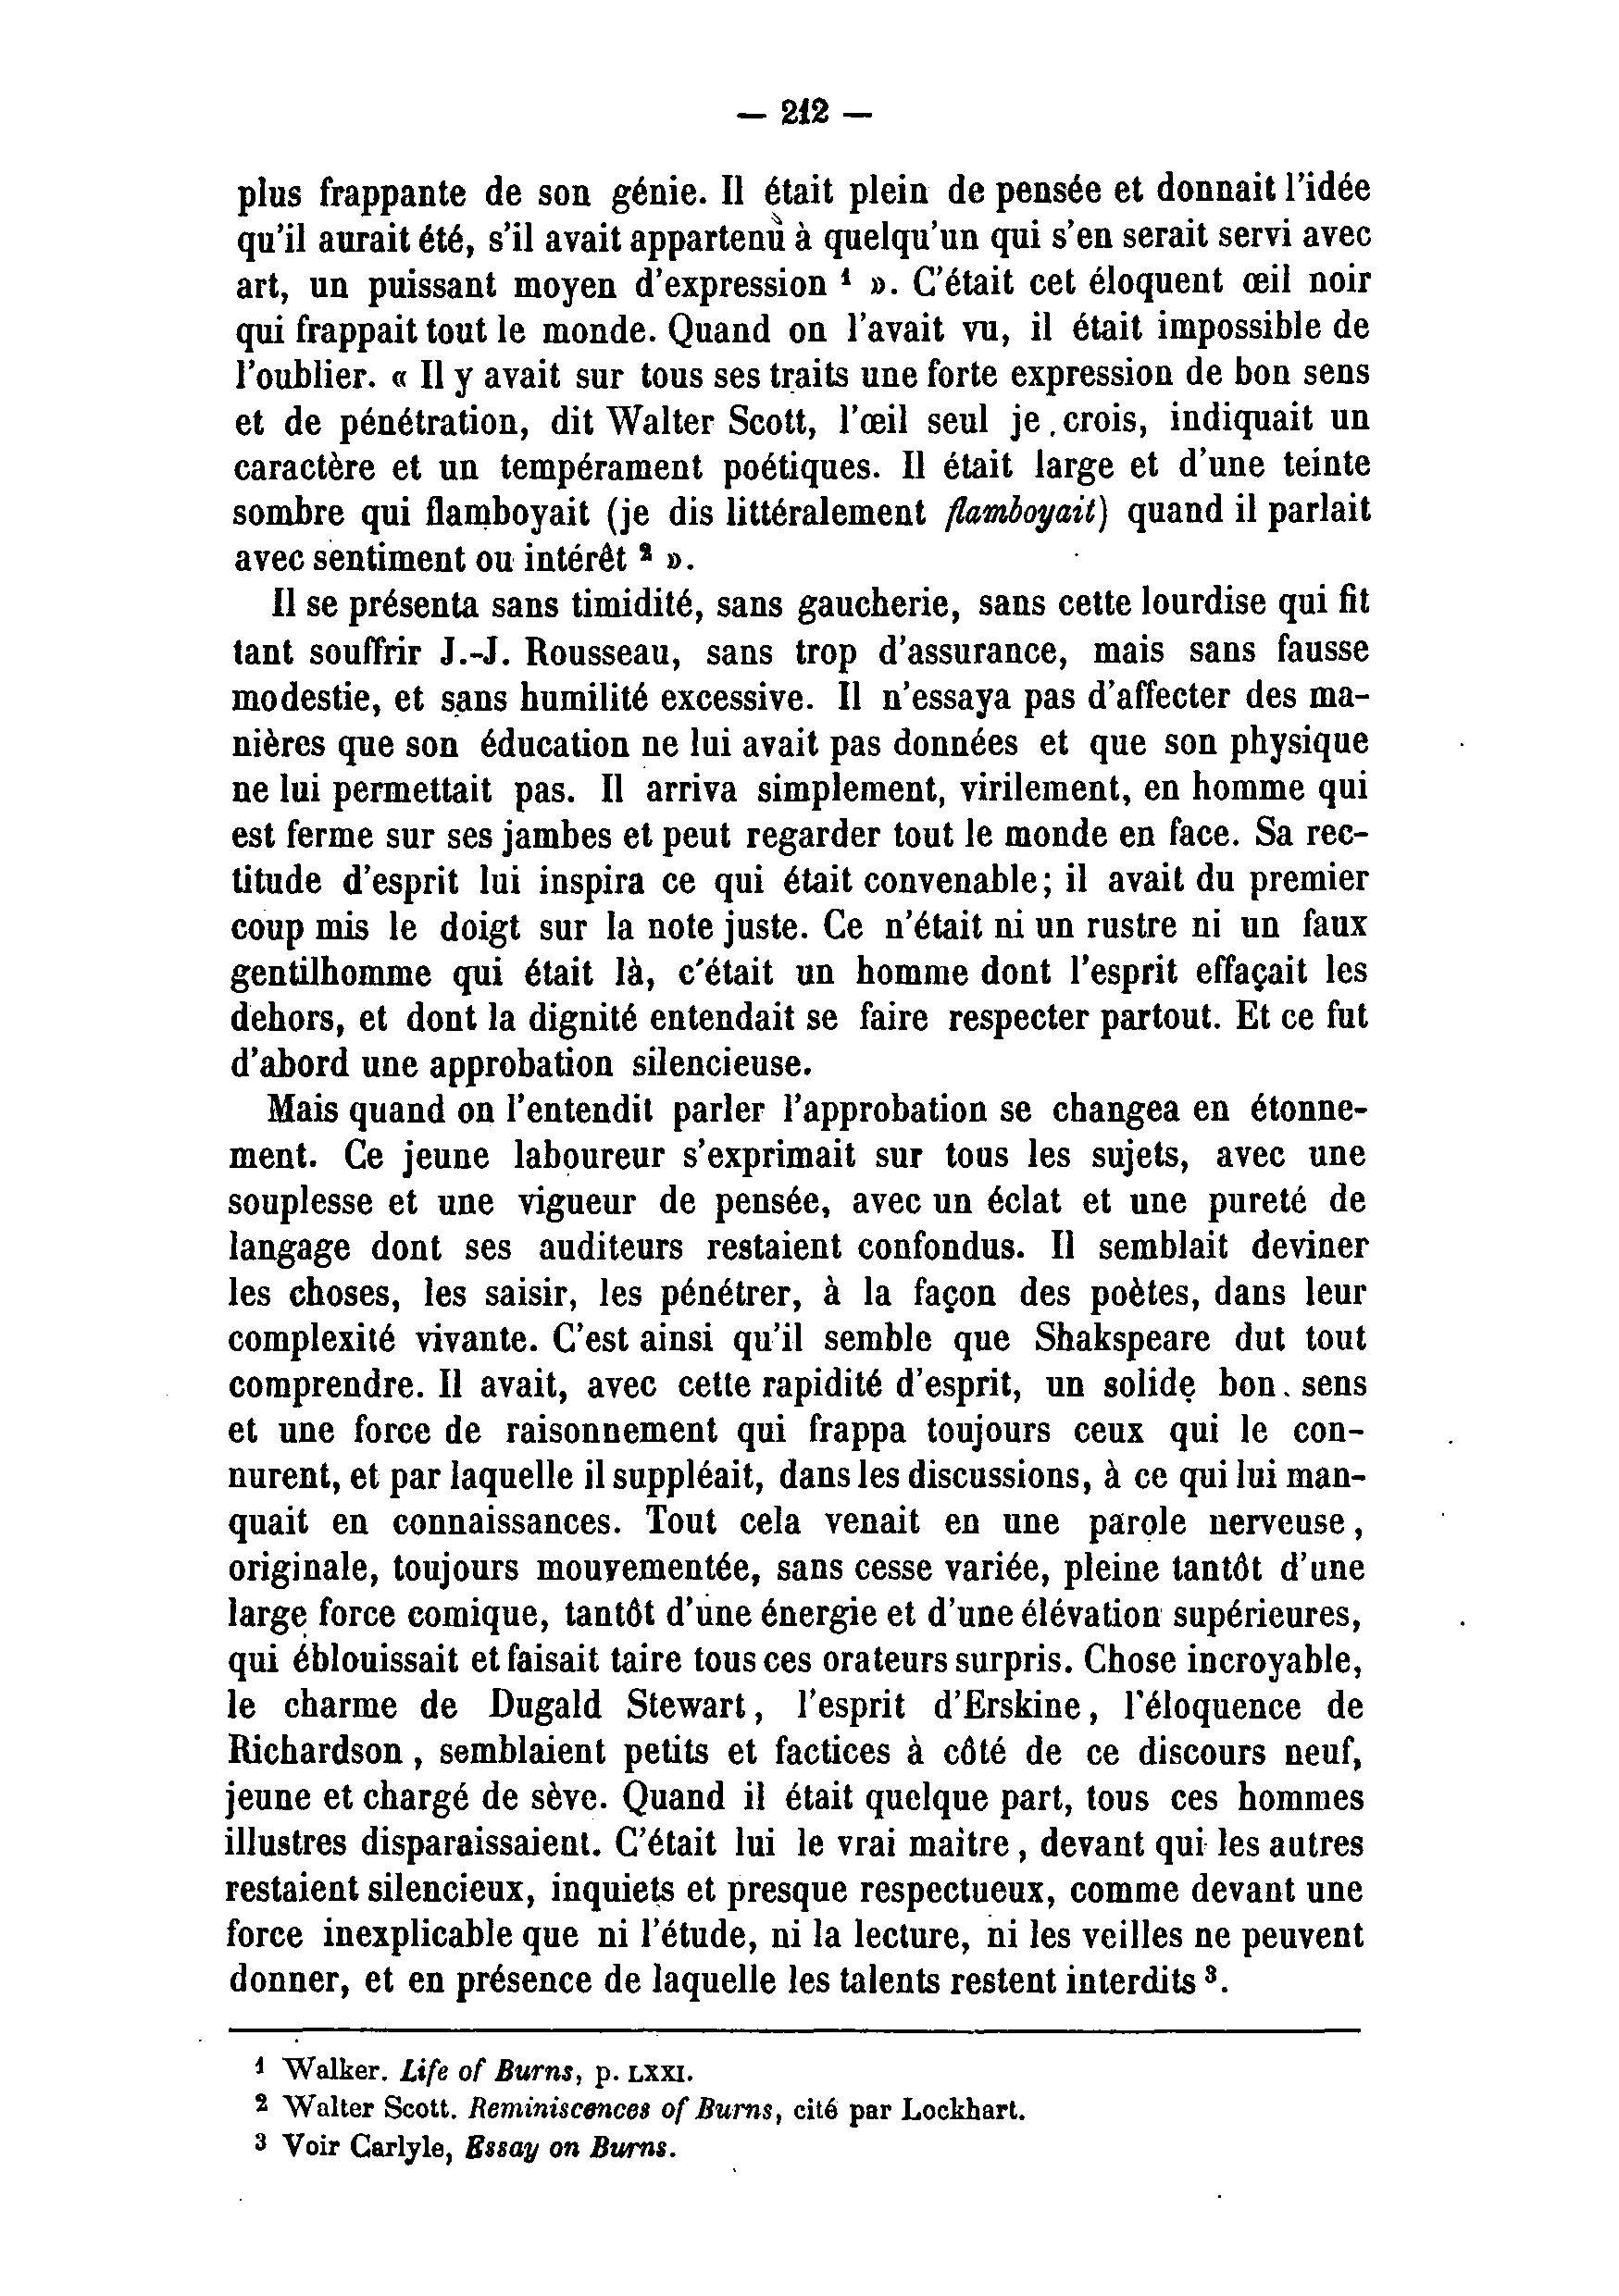 — 212 —
plus frappante de son génie. Il était plein de pensée et donnait l'idée
qu'il aurait été, s'il avait appartenu à quelqu'un qui s'en serait servi avec
art, un puissant moyen d'expression ¹ ». C'était cet éloquent œil noir
qui frappait tout le monde. Quand on l'avait vu, il était impossible de
l'oublier. « Il y avait sur tous ses traits une forte expression de bon sens
et de pénétration, dit Walter Scott, l'œil seul je crois, indiquait un
caractère et un tempérament poétiques. Il était large et d'une teinte
sombre qui flamboyait (je dis littéralement flamboyait) quand il parlait
avec sentiment ou intérêt ² ».
Il se présenta sans timidité, sans gaucherie, sans cette lourdise qui fit
tant souffrir J.-J. Rousseau, sans trop d'assurance, mais sans fausse
modestie, et sans humilité excessive. Il n'essaya pas d'affecter des ma-
nières que son éducation ne lui avait pas données et que son physique
ne lui permettait pas. Il arriva simplement, virilement, en homme qui
est ferme sur ses jambes et peut regarder tout le monde en face. Sa rec-
titude d'esprit lui inspira ce qui était convenable; il avait du premier
coup mis le doigt sur la note juste. Ce n'était ni un rustre ni un faux
gentilhomme qui était là, c'était un homme dont l'esprit effaçait les
dehors, et dont la dignité entendait se faire respecter partout. Et ce fut
d'abord une approbation silencieuse.
Mais quand on l'entendit parler l'approbation se changea en étonne-
ment. Ce jeune laboureur s'exprimait sur tous les sujets, avec une
souplesse et une vigueur de pensée, avec un éclat et une pureté de
langage dont ses auditeurs restaient confondus. Il semblait deviner
les choses, les saisir, les pénétrer, à la façon des poètes, dans leur
complexité vivante. C'est ainsi qu'il semble que Shakspeare dut tout
comprendre. Il avait, avec cette rapidité d'esprit, un solide bon sens
et une force de raisonnement qui frappa toujours ceux qui le con-
nurent, et par laquelle il suppléait, dans les discussions, à ce qui lui man-
quait en connaissances. Tout cela venait en une parole nerveuse,
originale, toujours mouvementée, sans cesse variée, pleine tantôt d'une
large force comique, tantôt d'une énergie et d'une élévation supérieures,
qui éblouissait et faisait taire tous ces orateurs surpris. Chose incroyable,
le charme de Dugald Stewart, l'esprit d'Erskine, l'éloquence de
Richardson, semblaient petits et factices à côté de ce discours neuf,
jeune et chargé de sève. Quand il était quelque part, tous ces hommes
illustres disparaissaient. C'était lui le vrai maître, devant qui les autres
restaient silencieux, inquiets et presque respectueux, comme devant une
force inexplicable que ni l'étude, ni la lecture, ni les veilles ne peuvent
donner, et en présence de laquelle les talents restent interdits ³.
¹ Walker. Life of Burns, p. LXXI.
² Walter Scott. Reminiscences of Burns, cité par Lockhart.
³ Voir Carlyle, Essay on Burns.